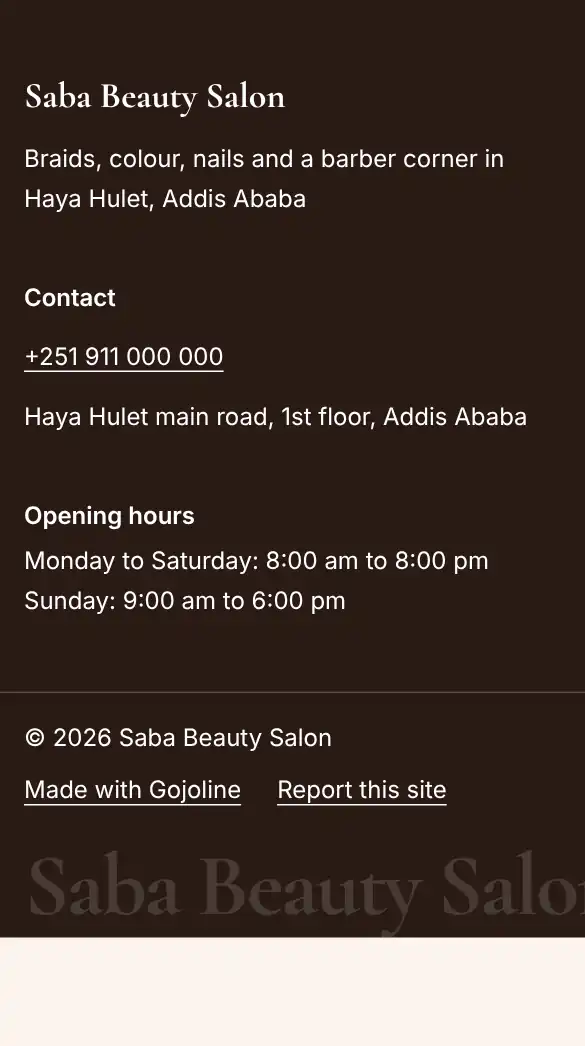 Saba Beauty Salon
Braids, colour, nails and a barber corner in
Haya Hulet, Addis Ababa
Contact
+251 911 000 000
Haya Hulet main road, 1st floor, Addis Ababa
Opening hours
Monday to Saturday: 8:00 am to 8:00 pm
Sunday: 9:00 am to 6:00 pm
© 2026 Saba Beauty Salon
Made with Gojoline Report this site
Saba Beauty Salon